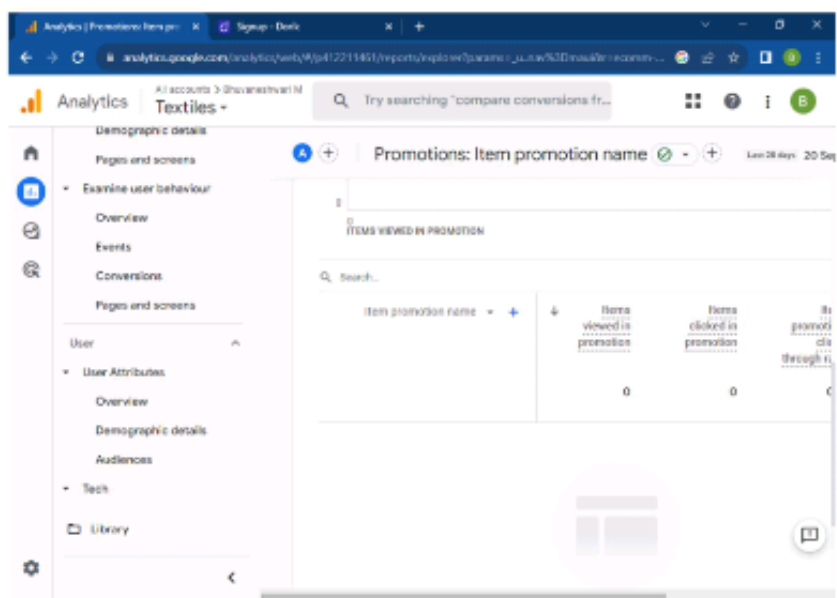 Analytics | Promotions: Item pro
Signup - Dorik
analytics.google.com/analytics/web/#/p412211461/reports/explorer?params=_u..nav%3Dmaui
Analytics
All accounts > Bhuvaneshwari M
Textiles
Try searching "compare conversions fr...
B
Demographic details
Pages and screens
Examine user behaviour
Overview
Events
Conversions
Pages and screens
User
User Attributes
Overview
Demographic details
Audiences
Tech
Library
A
Promotions: Item promotion name
Last 28 days 20 Sep
0
0
ITEMS VIEWED IN PROMOTION
Search...
Item promotion name
Items
viewed in
promotion
Items
clicked in
promotion
promoti
through
0
0